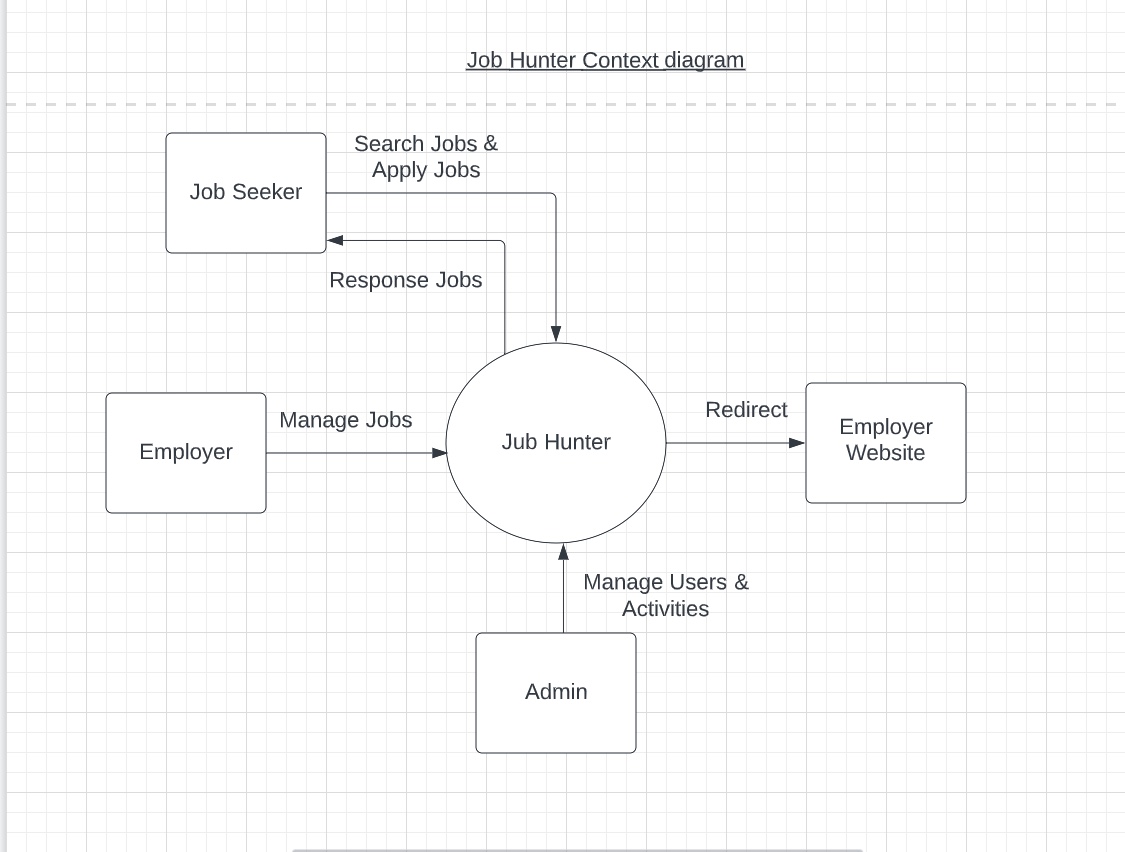 Job Hunter Context diagram
Search Jobs &
Apply Jobs
Job Seeker
Response Jobs
Manage Jobs
Employer
Jub Hunter
Redirect
Employer
Website
Manage Users &
Activities
Admin